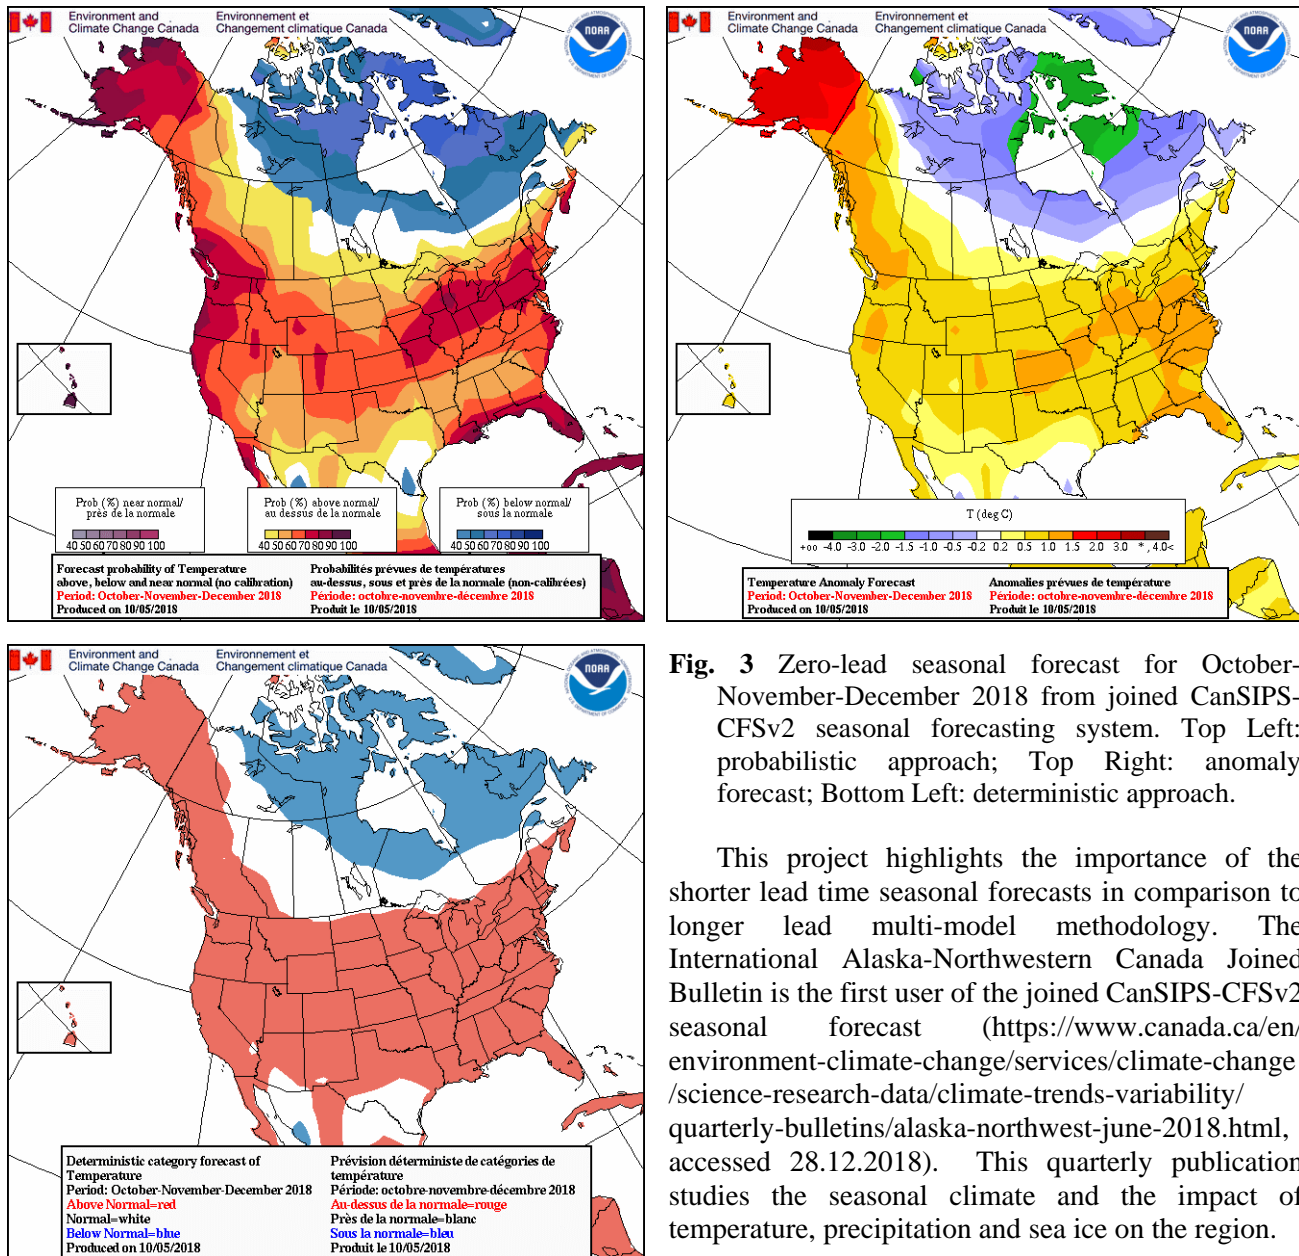 Environment and
Climate Change Canada
Environnement et
Changement climatique Canada
NOAA
Prob (%) near normal/
près de la normale
40 50 60 70 80 90 100
Prob (%) above normal/
au dessus de la normale
40 50 60 70 80 90 100
Prob (%) below normal/
sous la normale
40 50 60 70 80 90 100
Forecast probability of Temperature
above, below and near normal (no calibration)
Period: October-November-December 2018
Produced on 10/05/2018
Probabilités prévues de températures
au-dessus, sous et près de la normale (non-calibrées)
Période: octobre-novembre-décembre 2018
Produit le 10/05/2018
Environment and
Climate Change Canada
Environnement et
Changement climatique Canada
NOAA
T (deg C)
+oo -4.0 -3.0 -2.0 -1.5 -1.0 -0.5 -0.2 0.2 0.5 1.0 1.5 2.0 3.0 * , 4.0<
Temperature Anomaly Forecast
Period: October-November-December 2018
Produced on 10/05/2018
Anomalies prévues de température
Période: octobre-novembre-décembre 2018
Produit le 10/05/2018
Environment and
Climate Change Canada
Environnement et
Changement climatique Canada
NOAA
Deterministic category forecast of
Temperature
Period: October-November-December 2018
Above Normal=red
Normal=white
Below Normal=blue
Produced on 10/05/2018
Prévision déterministe de catégories de
température
Période: octobre-novembre-décembre 2018
Au-dessus de la normale=rouge
Près de la normale=blanc
Sous la normale=bleu
Produit le 10/05/2018
Fig. 3 Zero-lead seasonal forecast for October-
November-December 2018 from joined CanSIPS-
CFSv2 seasonal forecasting system. Top Left:
probabilistic approach; Top Right: anomaly
forecast; Bottom Left: deterministic approach.
This project highlights the importance of the
shorter lead time seasonal forecasts in comparison to
longer lead multi-model methodology. The
International Alaska-Northwestern Canada Joined
Bulletin is the first user of the joined CanSIPS-CFSv2
seasonal forecast (https://www.canada.ca/en/
environment-climate-change/services/climate-change
/science-research-data/climate-trends-variability/
quarterly-bulletins/alaska-northwest-june-2018.html,
accessed 28.12.2018). This quarterly publication
studies the seasonal climate and the impact of
temperature, precipitation and sea ice on the region.